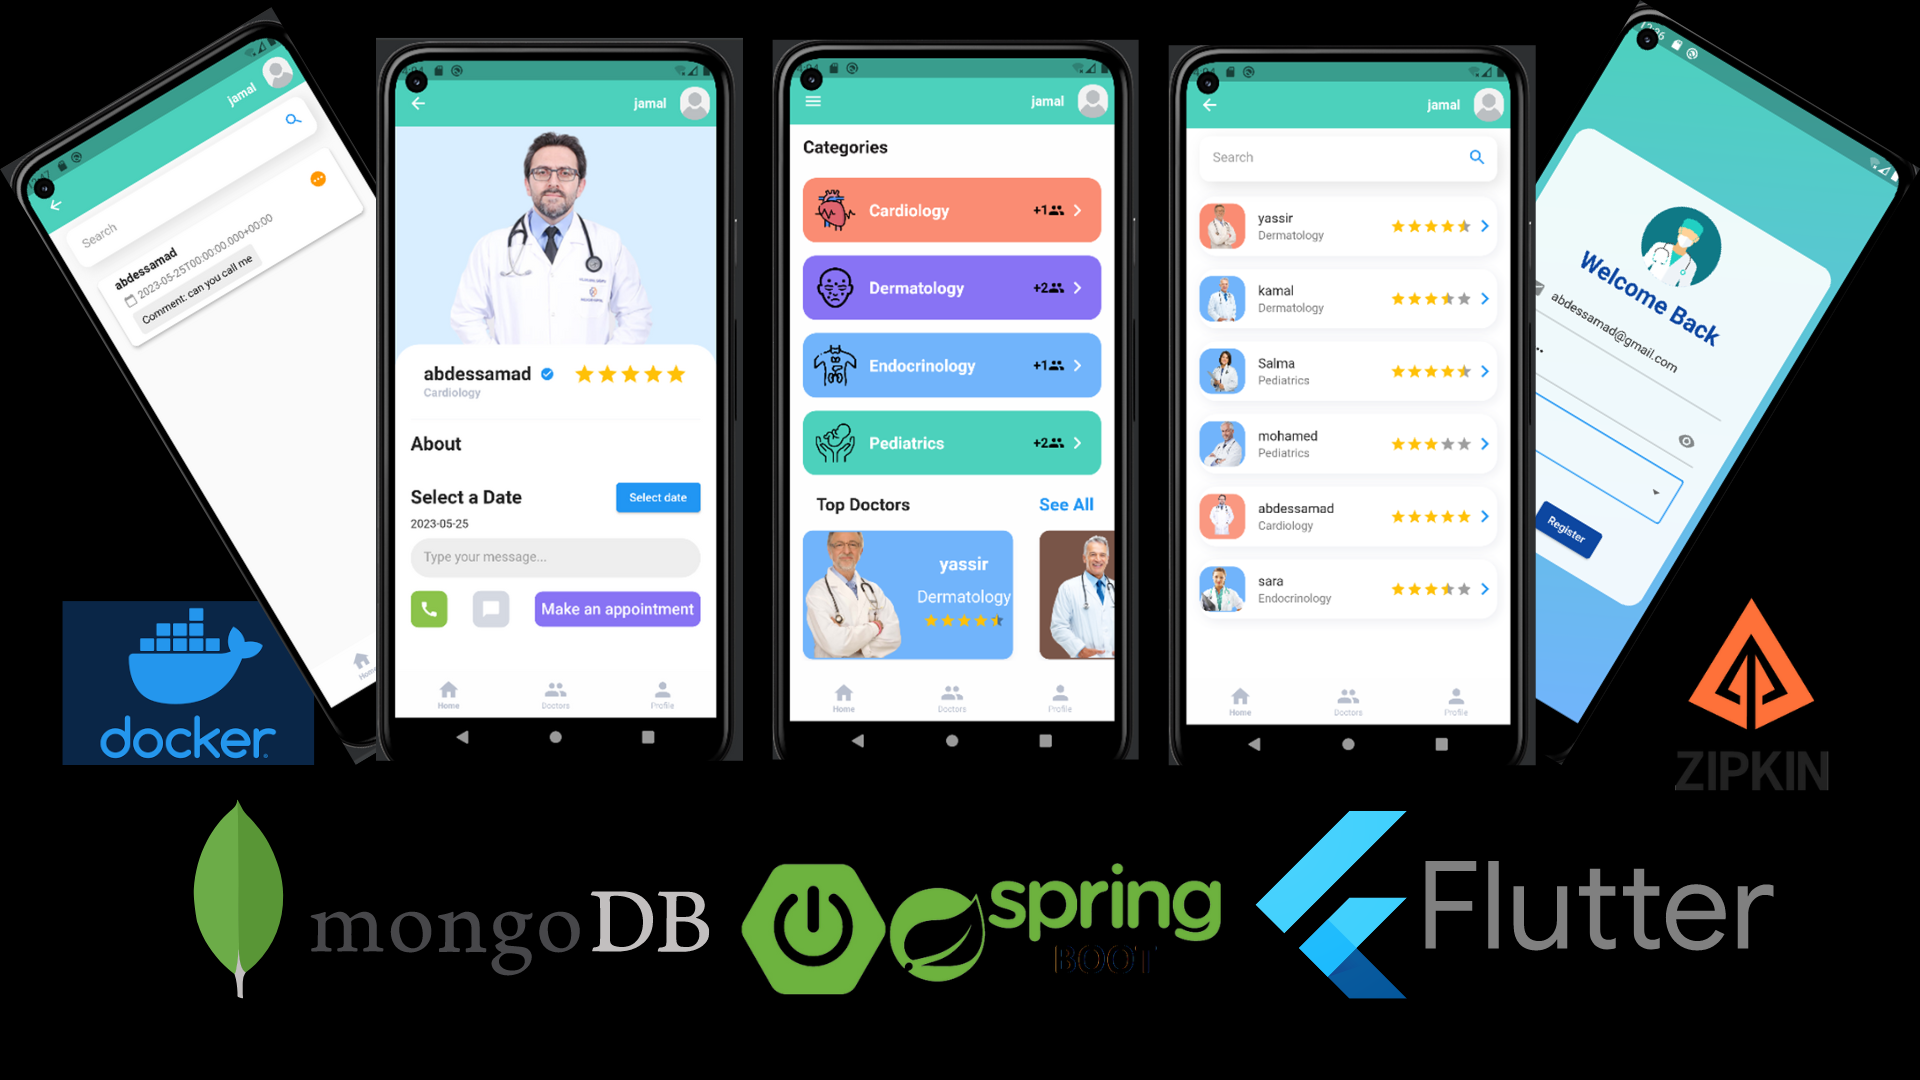 jamal
Search
abdessamad
2023-05-25T00:00:00.000+00:00
Comment: can you call me
Home
jamal
abdessamad
Cardiology
About
Select a Date
Select date
2023-05-25
Type your message...
Make an appointment
Home
Doctors
Profile
jamal
Categories
Cardiology
+1
Dermatology
+2
Endocrinology
+1
Pediatrics
+2
Top Doctors
See All
yassir
Dermatology
Home
Doctors
Profile
jamal
Search
yassir
Dermatology
kamal
Dermatology
Salma
Pediatrics
mohamed
Pediatrics
abdessamad
Cardiology
sara
Endocrinology
Home
Doctors
Profile
Welcome Back
abdessamad@gmail.com
Register
docker
ZIPKIN
mongoDB
spring
BOOT
Flutter